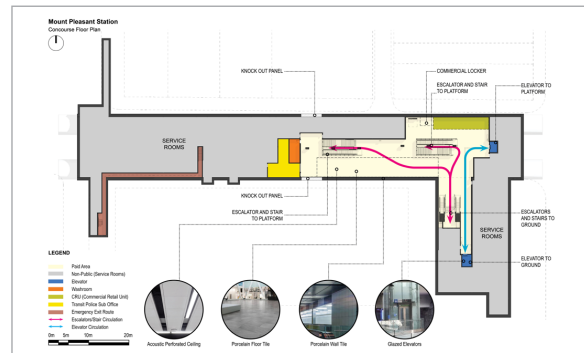 Mount Pleasant Station
Concourse Floor Plan
KNOCK OUT PANEL
COMMERCIAL LOCKER
ESCALATOR AND STAIR
TO PLATFORM
ELEVATOR TO
PLATFORM
SERVICE
ROOMS
KNOCK OUT PANEL
ESCALATOR AND STAIR
TO PLATFORM
ESCALATORS
AND STAIRS TO
GROUND
SERVICE
ROOMS
ELEVATOR TO
GROUND
LEGEND
Paid Area
Non-Public (Service Rooms)
Elevator
Washroom
CRU (Commercial Retail Unit)
Transit Police Sub Office
Emergency Exit Route
Escalators/Stair Circulation
Elevator Circulation
0m 5m 10m 20m
Acoustic Perforated Ceiling
Porcelain Floor Tile
Porcelain Wall Tile
Glazed Elevators